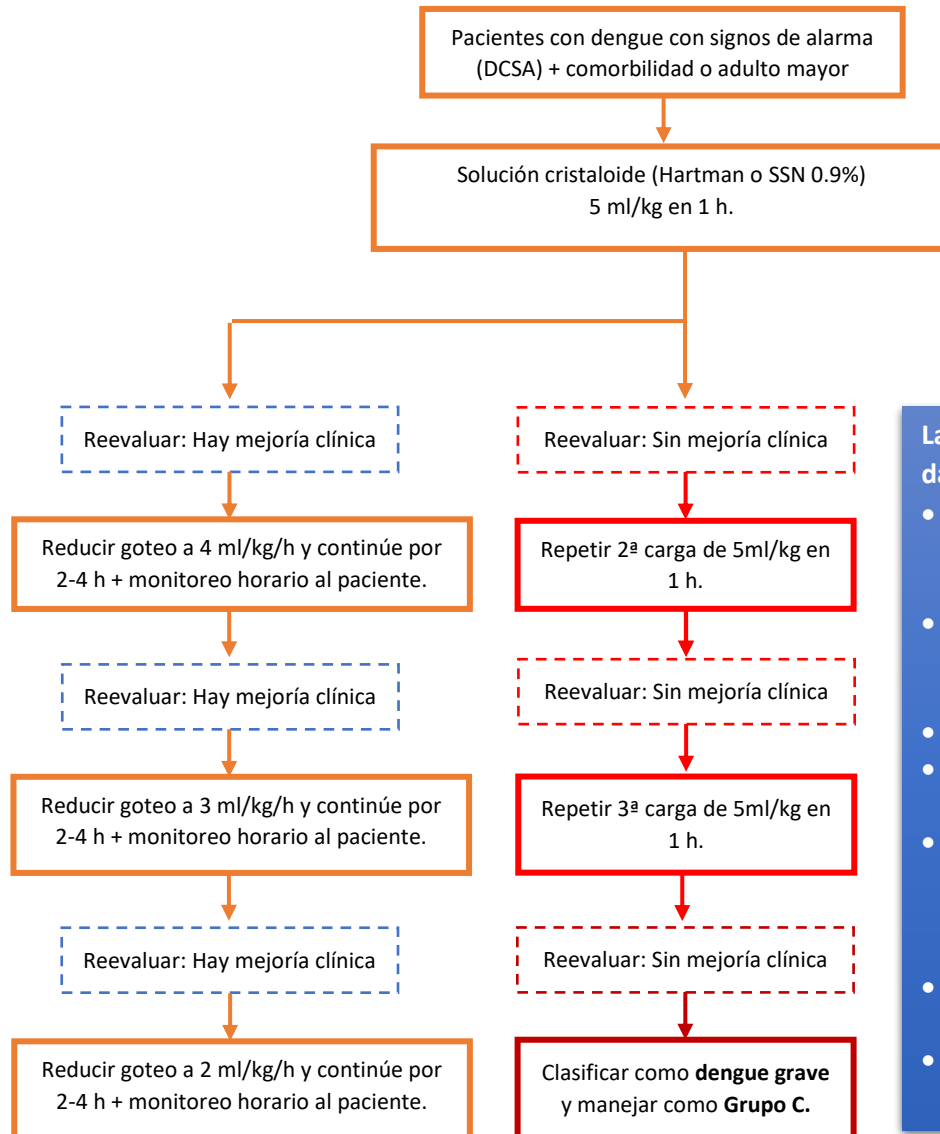 Pacientes con dengue con signos de alarma
(DCSA) + comorbilidad o adulto mayor
Solución cristaloide (Hartman o SSN 0.9%)
5 ml/kg en 1 h.
Reevaluar: Hay mejoría clínica
Reducir goteo a 4 ml/kg/h y continúe por
2-4 h + monitoreo horario al paciente.
Reevaluar: Hay mejoría clínica
Reducir goteo a 3 ml/kg/h y continúe por
2-4 h + monitoreo horario al paciente.
Reevaluar: Hay mejoría clínica
Reducir goteo a 2 ml/kg/h y continúe por
2-4 h + monitoreo horario al paciente.
Reevaluar: Sin mejoría clínica
Repetir 2ª carga de 5ml/kg en
1 h.
Reevaluar: Sin mejoría clínica
Repetir 3ª carga de 5ml/kg en
1 h.
Reevaluar: Sin mejoría clínica
Clasificar como dengue grave
y manejar como Grupo C.